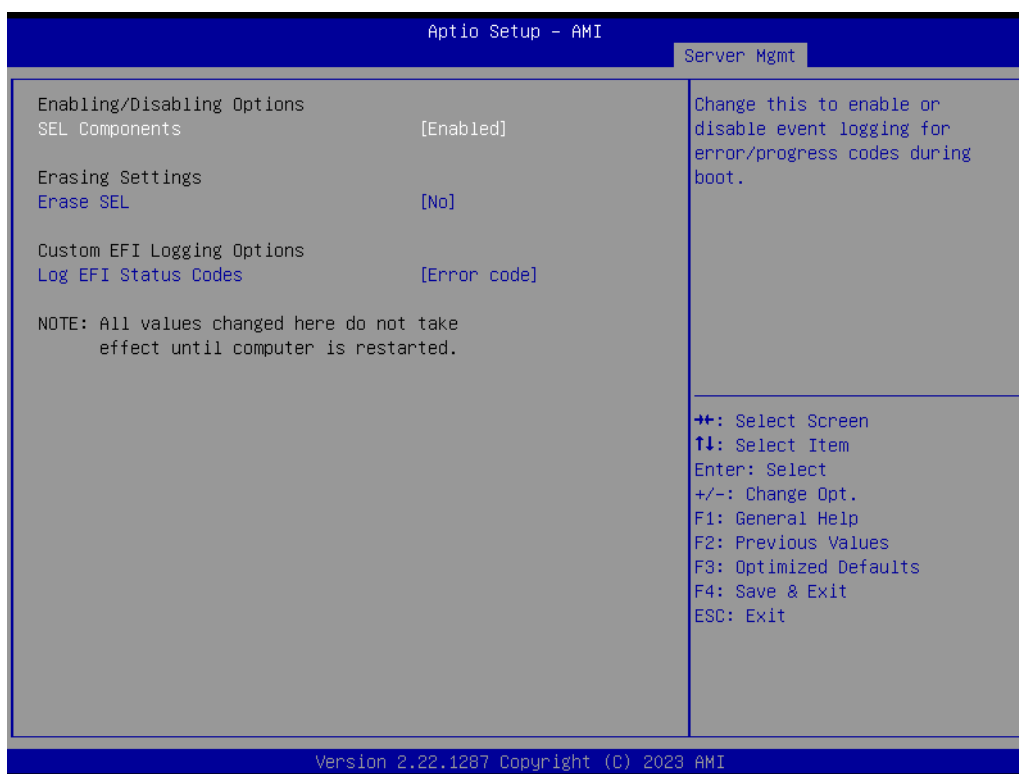 Aptio Setup - AMI
Server Mgmt
Enabling/Disabling Options
SEL Components [Enabled]
Erasing Settings
Erase SEL [No]
Custom EFI Logging Options
Log EFI Status Codes [Error code]
NOTE: All values changed here do not take
effect until computer is restarted.
Change this to enable or
disable event logging for
error/progress codes during
boot.
→←: Select Screen
↑↓: Select Item
Enter: Select
+/-: Change Opt.
F1: General Help
F2: Previous Values
F3: Optimized Defaults
F4: Save & Exit
ESC: Exit
Version 2.22.1287 Copyright (C) 2023 AMI